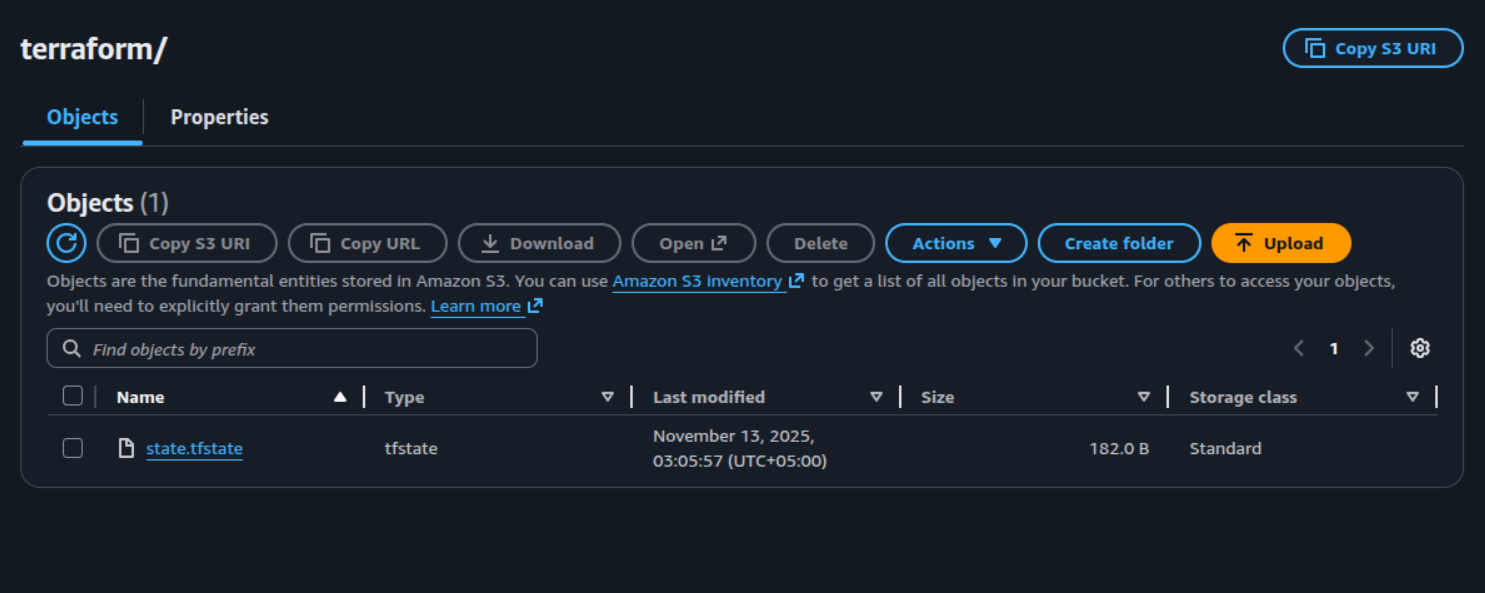 terraform/
Copy S3 URI
Objects
Properties
Objects (1)
Copy S3 URI
Copy URL
Download
Open
Delete
Actions
Create folder
Upload
Objects are the fundamental entities stored in Amazon S3. You can use Amazon S3 inventory to get a list of all objects in your bucket. For others to access your objects,
you'll need to explicitly grant them permissions. Learn more
Find objects by prefix
1
Name
Type
Last modified
Size
Storage class
state.tfstate
tfstate
November 13, 2025,
03:05:57 (UTC+05:00)
182.0 B
Standard